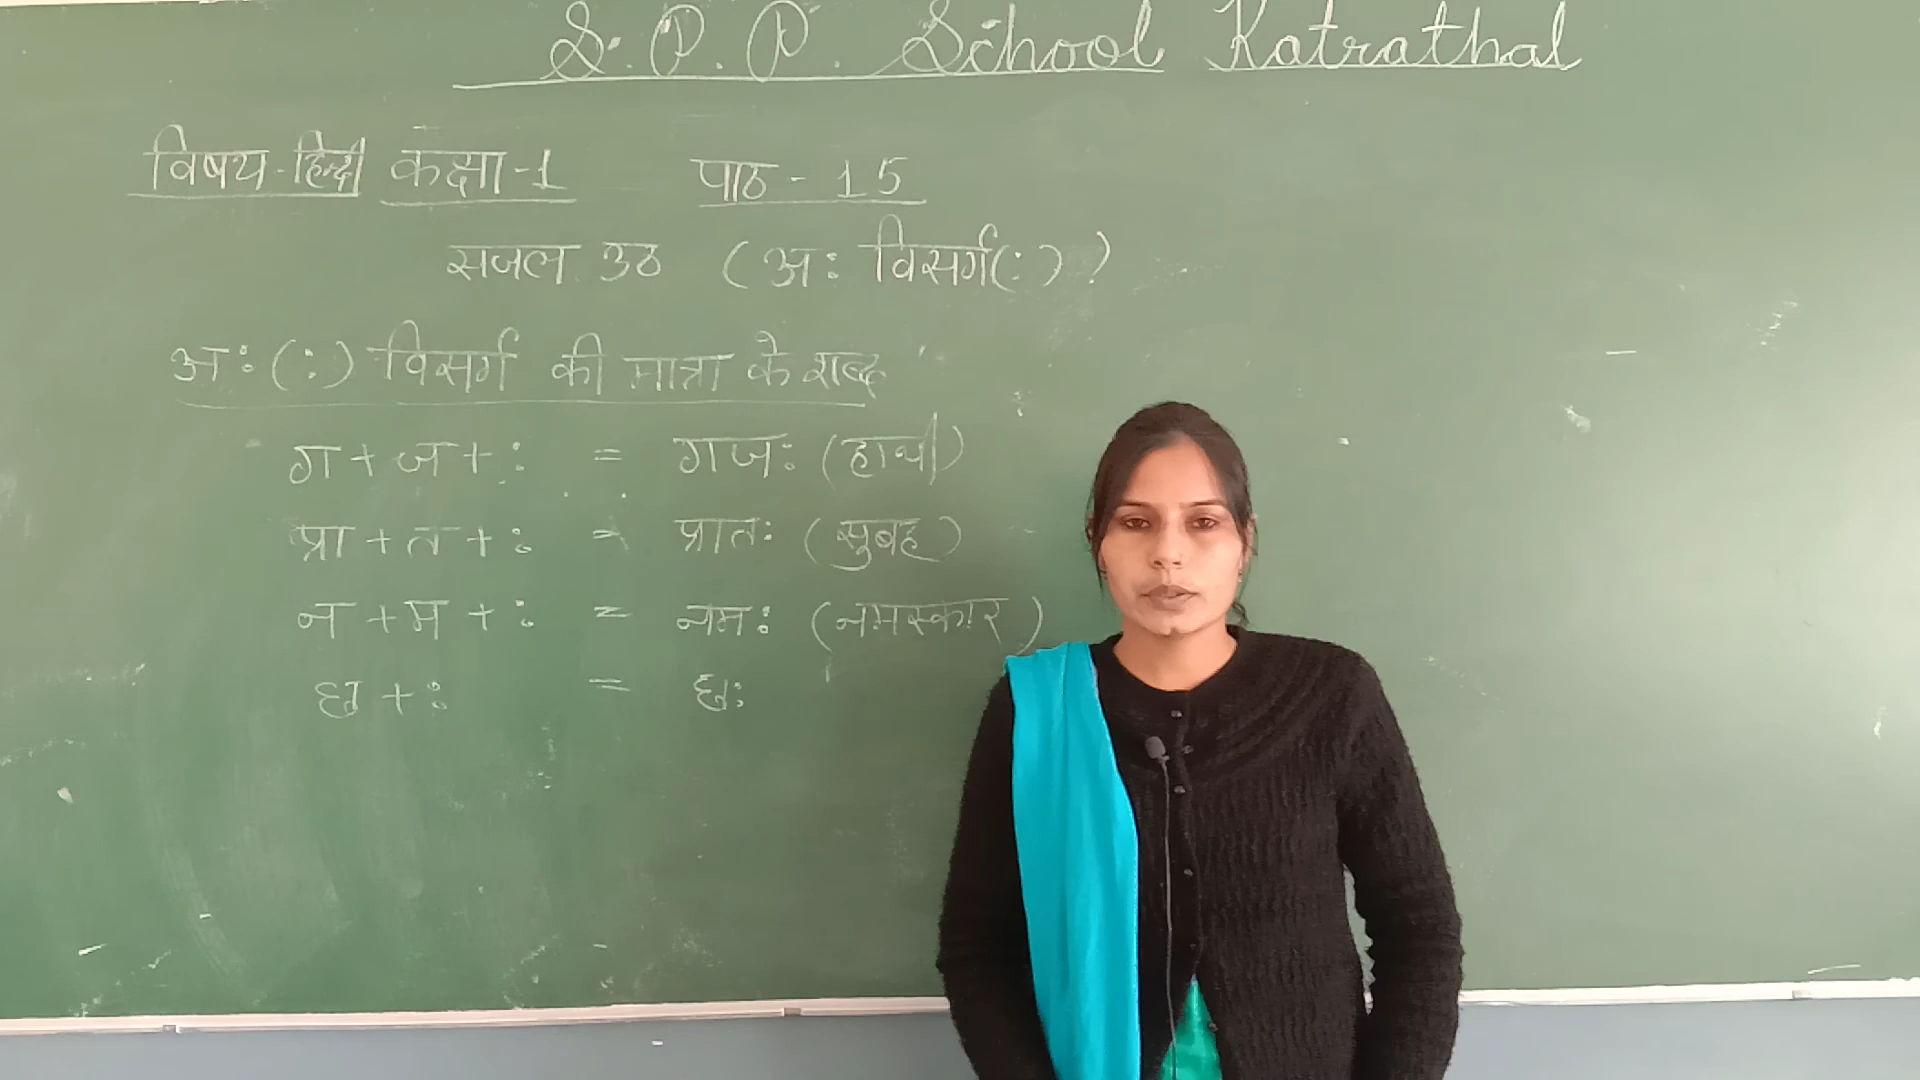 S. P. P. School Katrathal
विषय-हिन्दी कक्षा-1 पाठ - 15
सजल उठ (अः विसर्ग(:) )
अः(:) विसर्ग की मात्रा के शब्द
ग+ज+: = गजः (हाथी)
प्रा+त+: = प्रातः (सुबह)
न+म+: = नमः (नमस्कार)
छ+: = छः